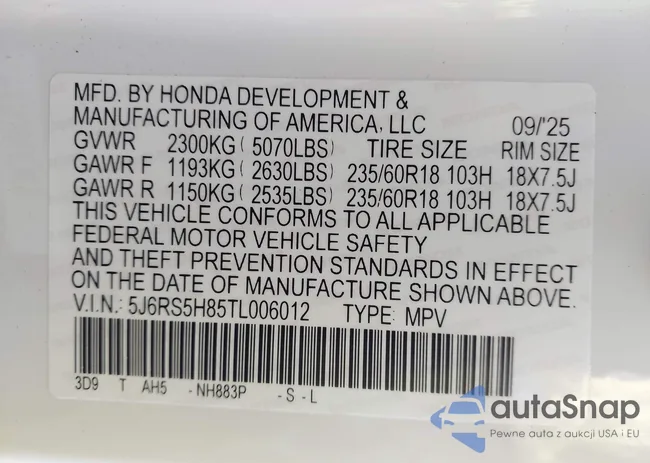 MFD. BY HONDA DEVELOPMENT &
MANUFACTURING OF AMERICA, LLC 09/'25
GVWR 2300KG ( 5070LBS) TIRE SIZE RIM SIZE
GAWR F 1193KG ( 2630LBS) 235/60R18 103H 18X7.5J
GAWR R 1150KG ( 2535LBS) 235/60R18 103H 18X7.5J
THIS VEHICLE CONFORMS TO ALL APPLICABLE
FEDERAL MOTOR VEHICLE SAFETY
AND THEFT PREVENTION STANDARDS IN EFFECT
ON THE DATE OF MANUFACTURE SHOWN ABOVE.
V.I.N.: 5J6RS5H85TL006012 TYPE: MPV
3D9 T AH5 - NH883P - S - L
autaSnap
Pewne auta z aukcji USA i EU